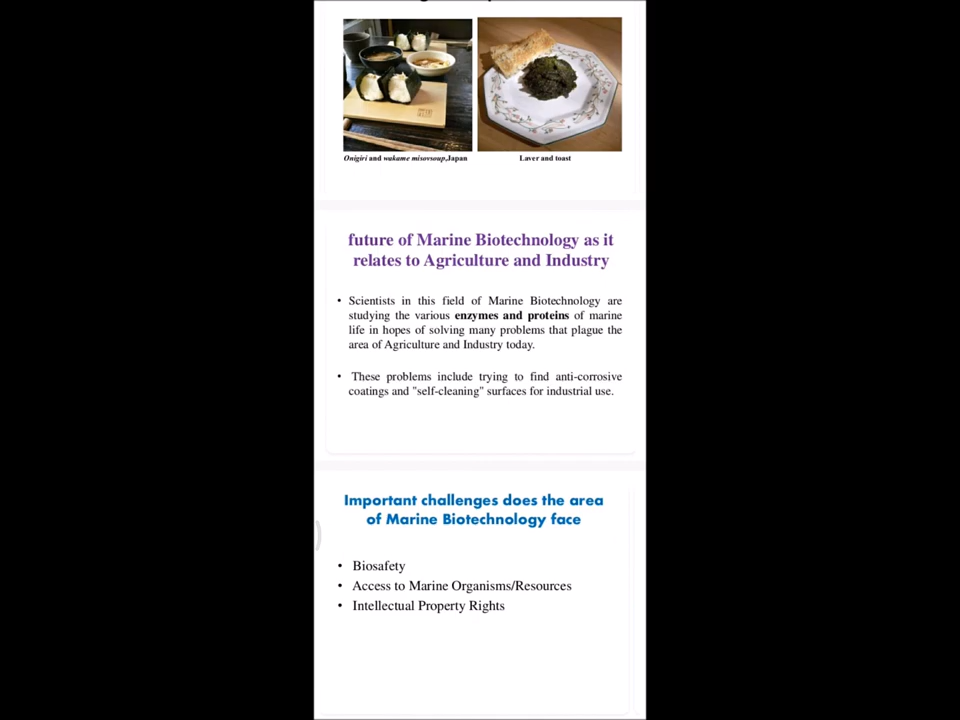 Onigiri and wakame misovsoup,Japan
Laver and toast
future of Marine Biotechnology as it
relates to Agriculture and Industry
• Scientists in this field of Marine Biotechnology are
studying the various enzymes and proteins of marine
life in hopes of solving many problems that plague the
area of Agriculture and Industry today.
• These problems include trying to find anti-corrosive
coatings and "self-cleaning" surfaces for industrial use.
Important challenges does the area
of Marine Biotechnology face
• Biosafety
• Access to Marine Organisms/Resources
• Intellectual Property Rights